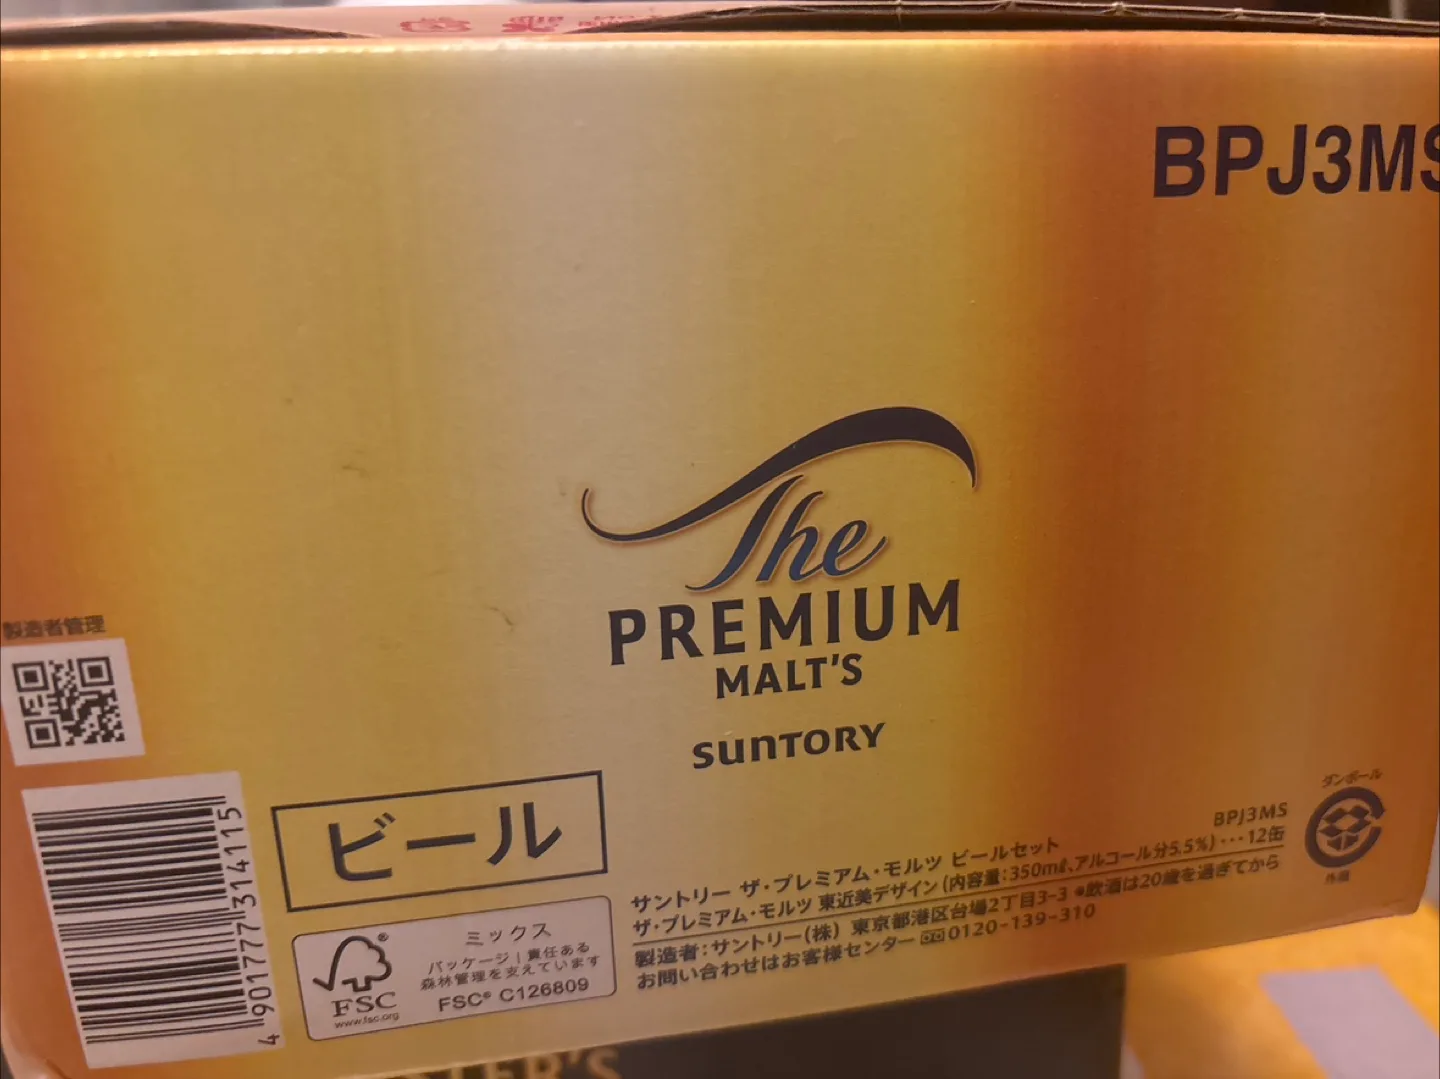 BPJ3MS
The
PREMIUM
MALT'S
SUNTORY
製造者管理
4 901777 314115
ビール
ミックス
パッケージ | 責任ある
森林管理を支えています
FSC® C126809
FSC
www.fsc.org
BPJ3MS
サントリー ザ・プレミアム・モルツ ビールセット
ザ・プレミアム・モルツ 東近美デザイン(内容量:350mℓ、アルコール分5.5%)・・・12缶
製造者:サントリー(株) 東京都港区台場2丁目3-3 ●飲酒は20歳を過ぎてから
お問い合わせはお客様センター 0120-139-310
ダンボール
外箱